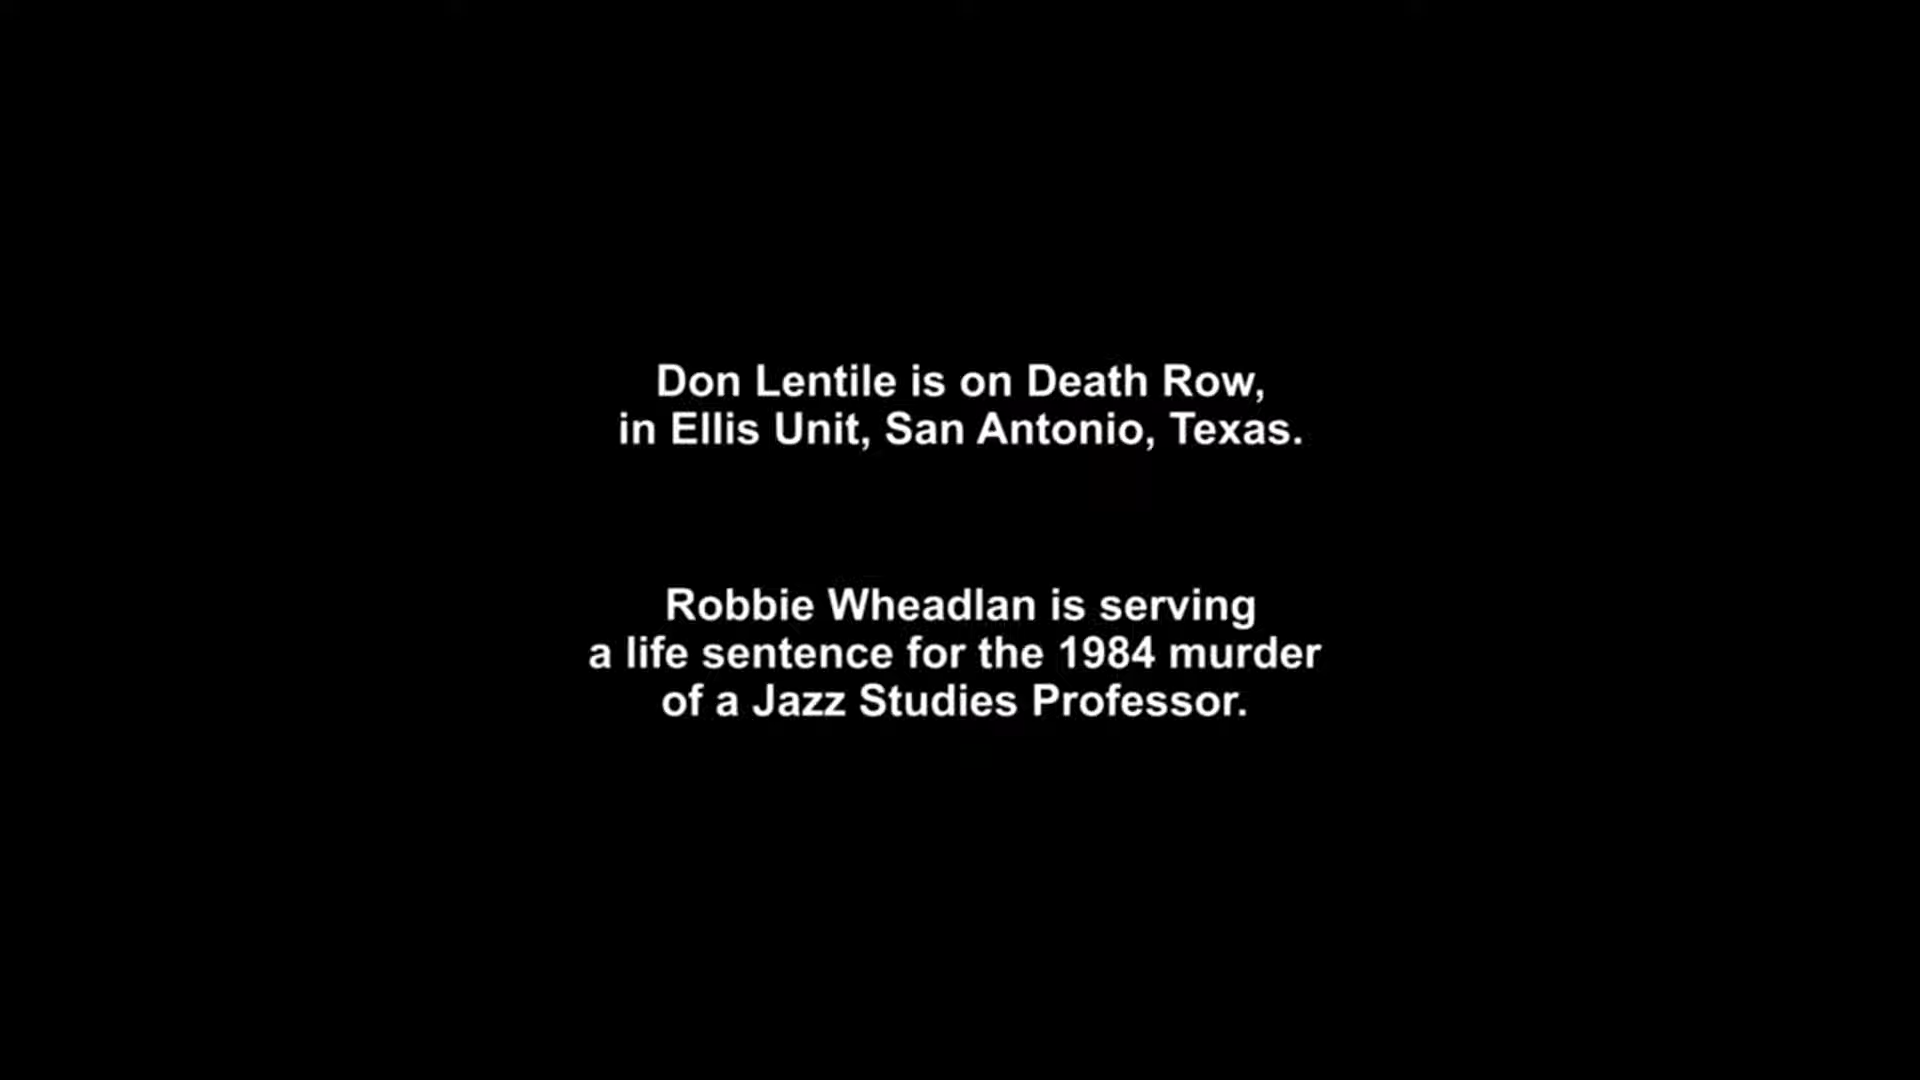 Don Lentile is on Death Row,
in Ellis Unit, San Antonio, Texas.
Robbie Wheadlan is serving
a life sentence for the 1984 murder
of a Jazz Studies Professor.